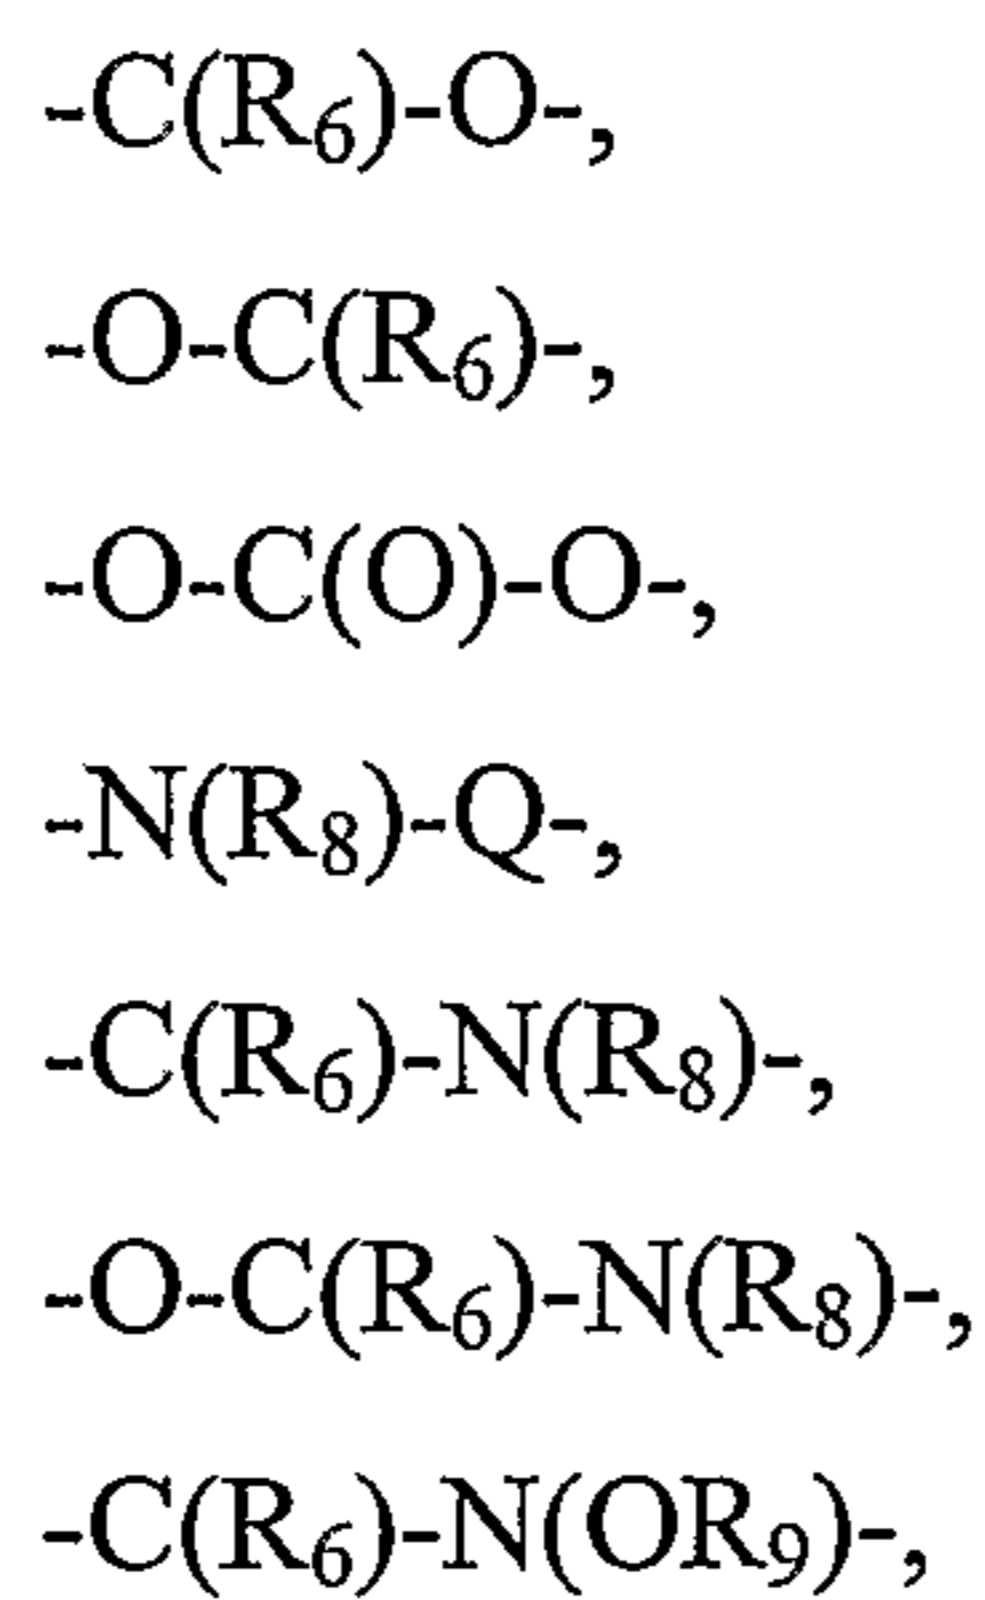 -C(R₆)-O-,
-O-C(R₆)-,
-O-C(O)-O-,
-N(R₈)-Q-,
-C(R₆)-N(R₈)-,
-O-C(R₆)-N(R₈)-,
-C(R₆)-N(OR₉)-,